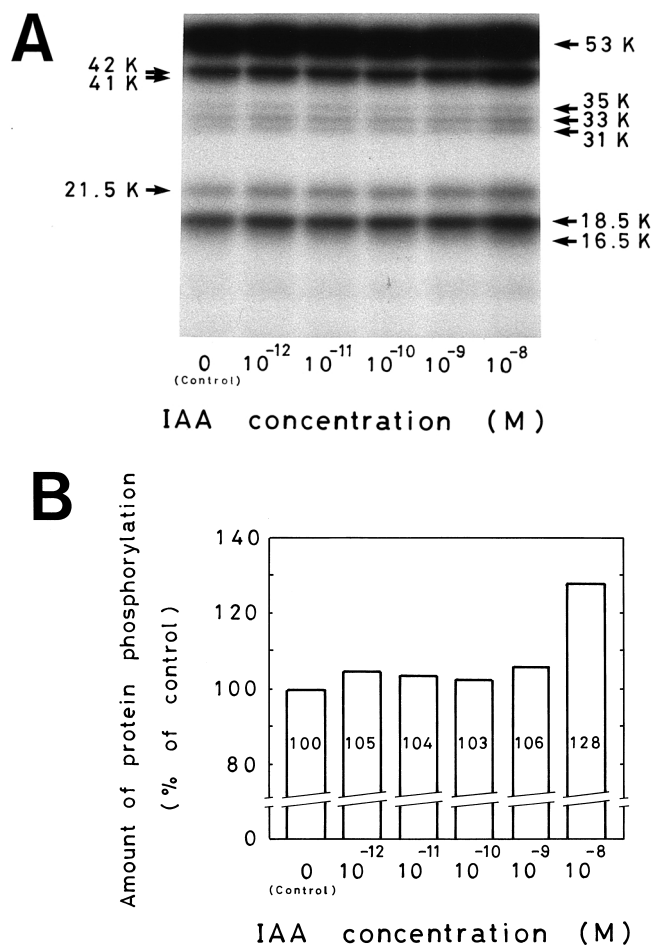 A
42 K
41 K
21.5 K
53 K
35 K
33 K
31 K
18.5 K
16.5 K
0 10⁻¹² 10⁻¹¹ 10⁻¹⁰ 10⁻⁹ 10⁻⁸
(Control)
IAA concentration (M)
B
Amount of protein phosphorylation
(% of control)
140
120
100
80
0
100 105 104 103 106 128
0 10⁻¹² 10⁻¹¹ 10⁻¹⁰ 10⁻⁹ 10⁻⁸
(Control)
IAA concentration (M)